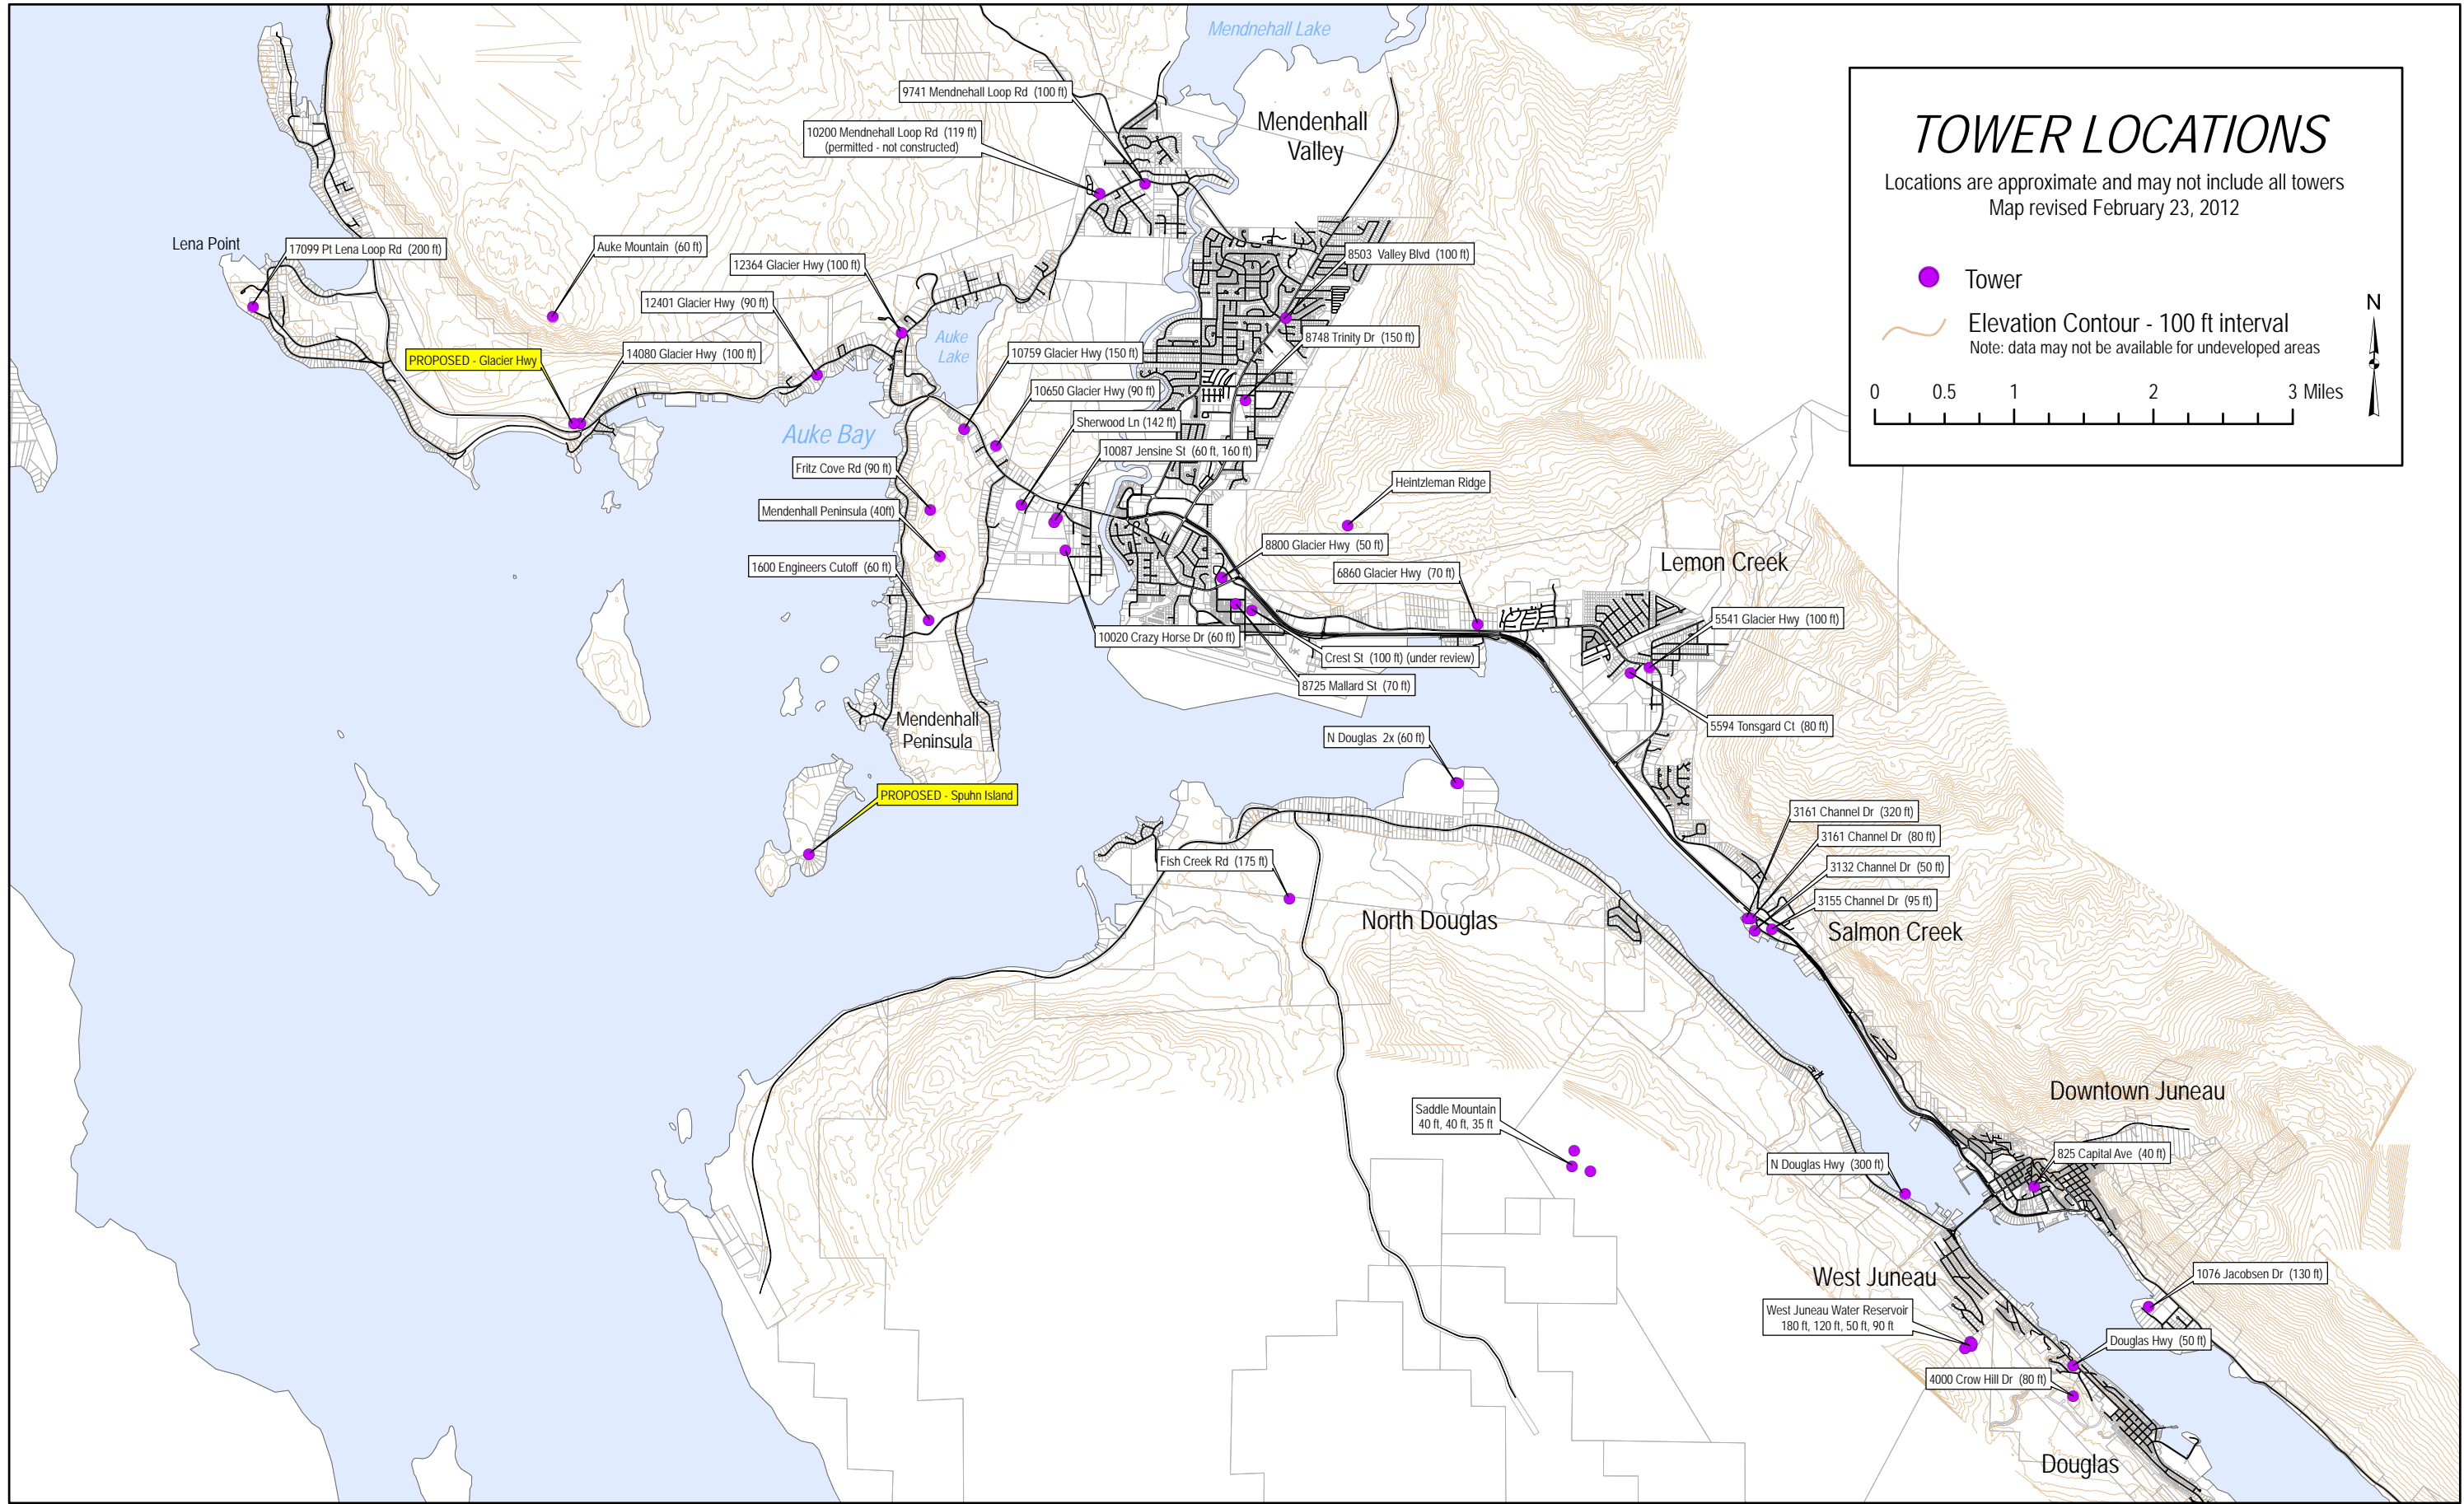 TOWER LOCATIONS
Locations are approximate and may not include all towers
Map revised February 23, 2012
Tower
Elevation Contour - 100 ft interval
Note: data may not be available for undeveloped areas
0 0.5 1 2 3 Miles
N
Mendnehall Lake
Mendenhall
Valley
9741 Mendnehall Loop Rd (100 ft)
10200 Mendnehall Loop Rd (119 ft)
(permitted - not constructed)
Lena Point
17099 Pt Lena Loop Rd (200 ft)
Auke Mountain (60 ft)
12364 Glacier Hwy (100 ft)
12401 Glacier Hwy (90 ft)
8503 Valley Blvd (100 ft)
Auke
Lake
8748 Trinity Dr (150 ft)
PROPOSED - Glacier Hwy
14080 Glacier Hwy (100 ft)
10759 Glacier Hwy (150 ft)
10650 Glacier Hwy (90 ft)
Sherwood Ln (142 ft)
10087 Jensine St (60 ft, 160 ft)
Auke Bay
Fritz Cove Rd (90 ft)
Mendenhall Peninsula (40ft)
1600 Engineers Cutoff (60 ft)
Heintzleman Ridge
8800 Glacier Hwy (50 ft)
6860 Glacier Hwy (70 ft)
Lemon Creek
5541 Glacier Hwy (100 ft)
10020 Crazy Horse Dr (60 ft)
Crest St (100 ft) (under review)
8725 Mallard St (70 ft)
5594 Tonsgard Ct (80 ft)
Mendenhall
Peninsula
N Douglas 2x (60 ft)
PROPOSED - Spuhn Island
3161 Channel Dr (320 ft)
3161 Channel Dr (80 ft)
3132 Channel Dr (50 ft)
3155 Channel Dr (95 ft)
Fish Creek Rd (175 ft)
North Douglas
Salmon Creek
Downtown Juneau
Saddle Mountain
40 ft, 40 ft, 35 ft
N Douglas Hwy (300 ft)
825 Capital Ave (40 ft)
West Juneau
1076 Jacobsen Dr (130 ft)
West Juneau Water Reservoir
180 ft, 120 ft, 50 ft, 90 ft
Douglas Hwy (50 ft)
4000 Crow Hill Dr (80 ft)
Douglas